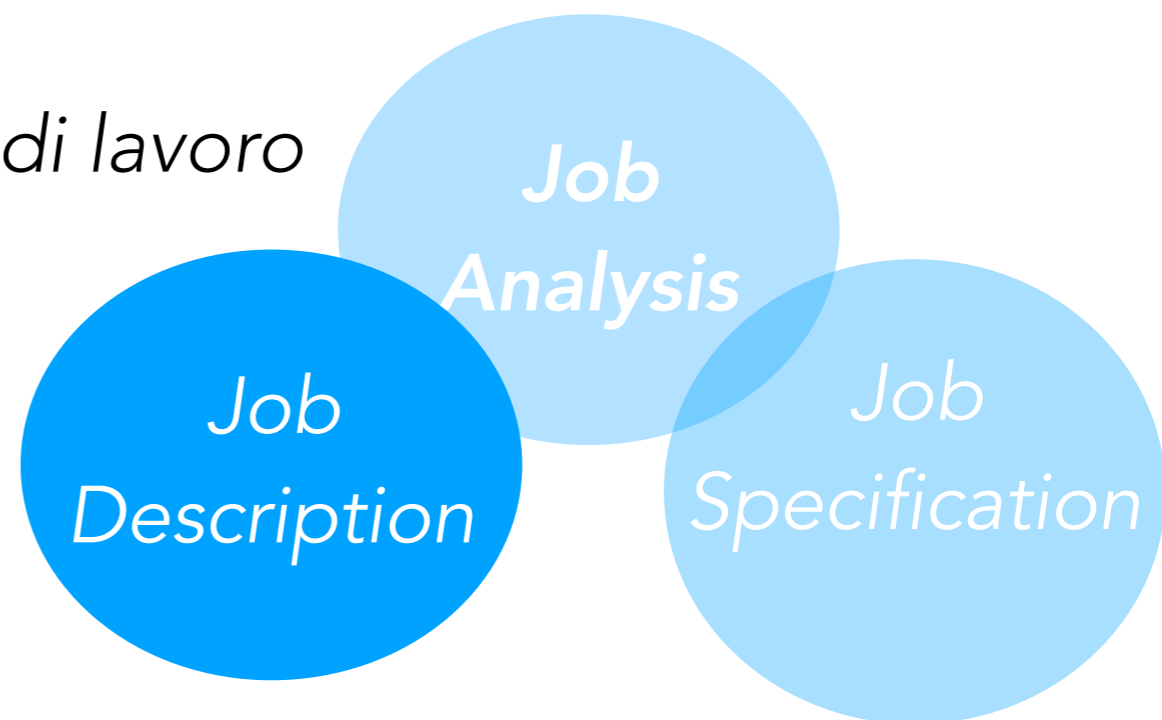 di lavoro
Job
Analysis
Job
Description
Job
Specification